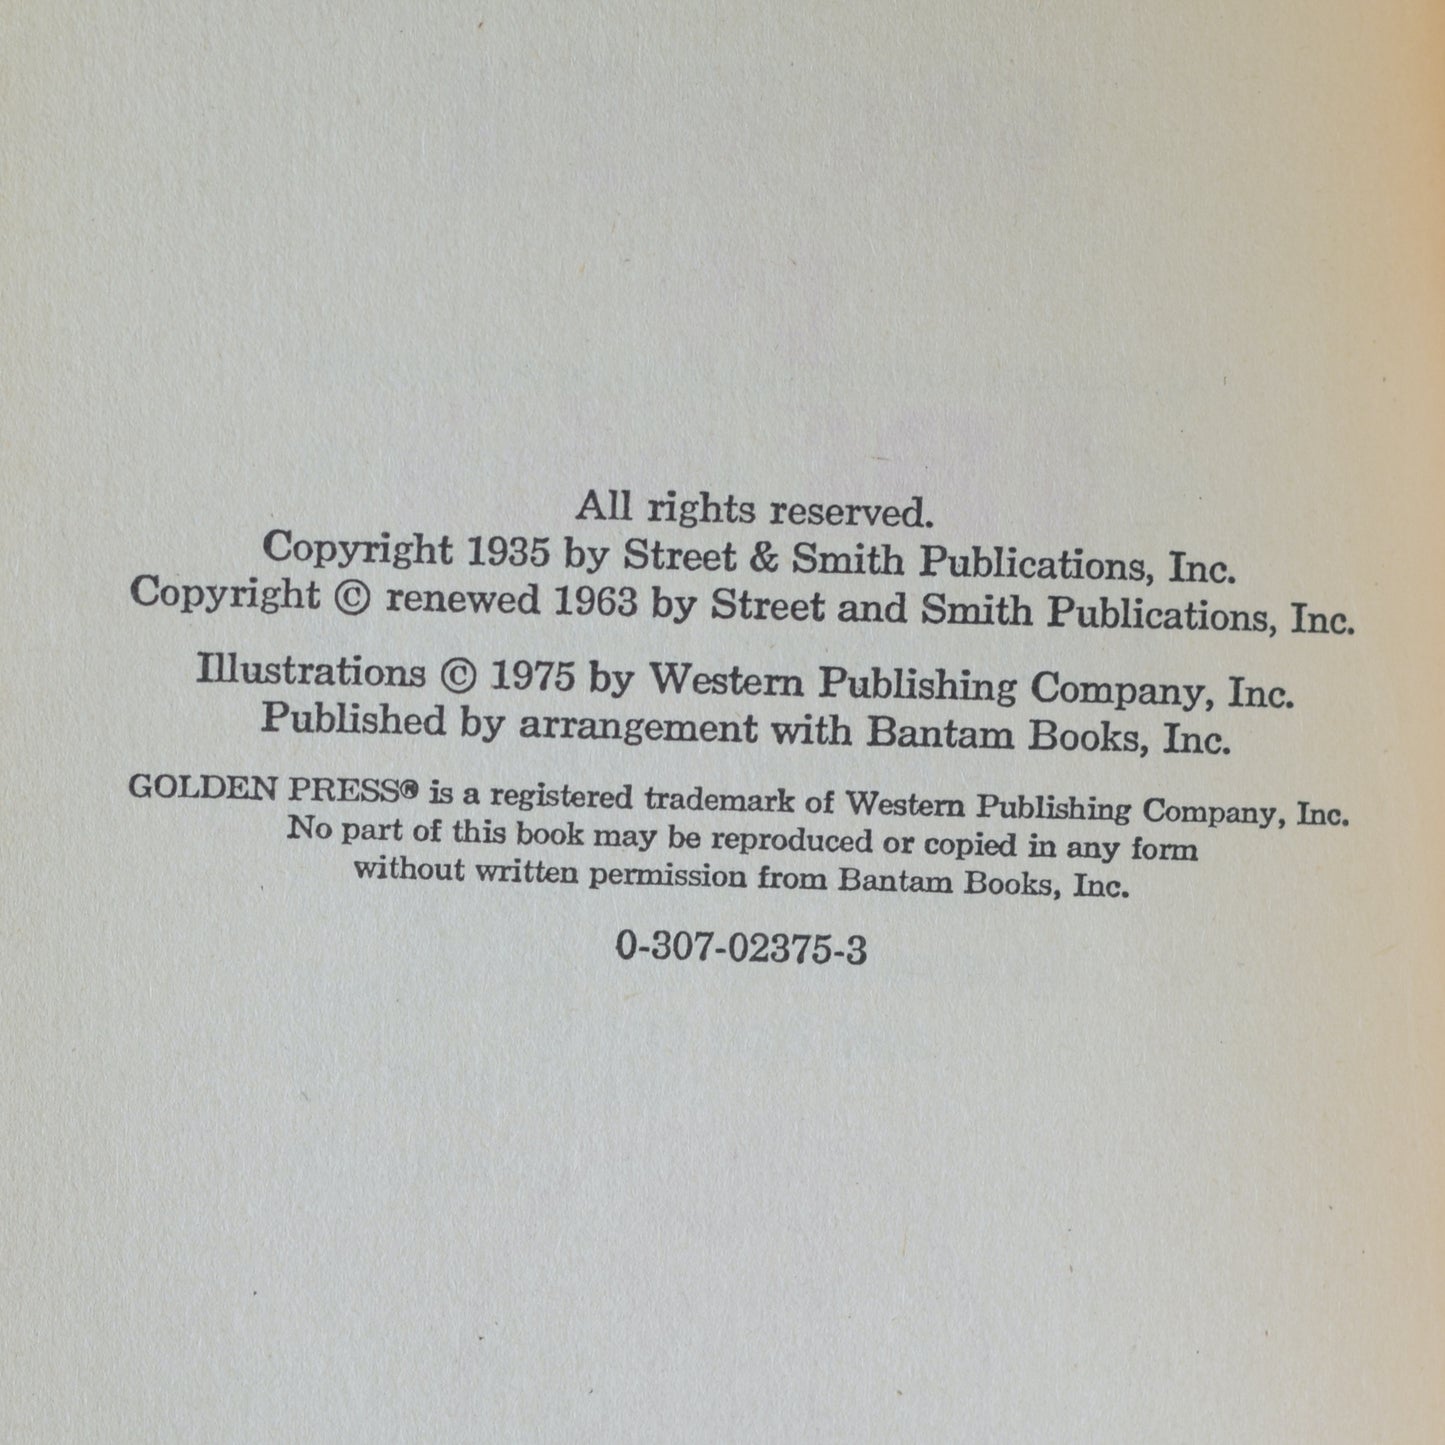 All rights reserved.
Copyright 1935 by Street & Smith Publications, Inc.
Copyright © renewed 1963 by Street and Smith Publications, Inc.
Illustrations © 1975 by Western Publishing Company, Inc.
Published by arrangement with Bantam Books, Inc.
GOLDEN PRESS® is a registered trademark of Western Publishing Company, Inc.
No part of this book may be reproduced or copied in any form
without written permission from Bantam Books, Inc.
0-307-02375-3